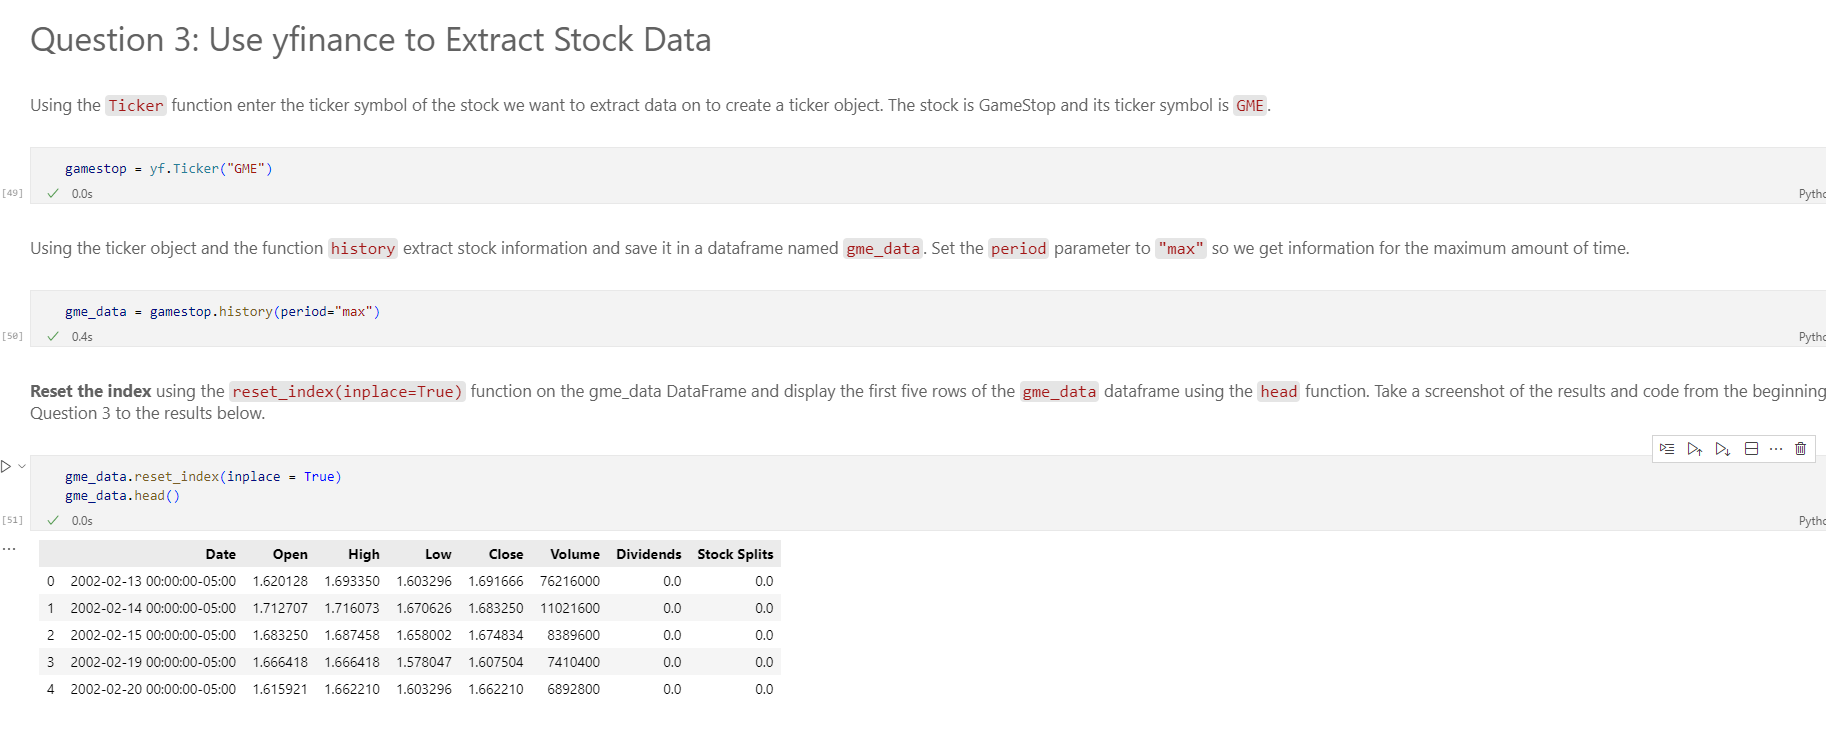 Question 3: Use yfinance to Extract Stock Data
Using the Ticker function enter the ticker symbol of the stock we want to extract data on to create a ticker object. The stock is GameStop and its ticker symbol is GME.
gamestop = yf.Ticker("GME")
[49] 0.0s Pytho
Using the ticker object and the function history extract stock information and save it in a dataframe named gme_data. Set the period parameter to "max" so we get information for the maximum amount of time.
gme_data = gamestop.history(period="max")
[50] 0.4s Pytho
Reset the index using the reset_index(inplace=True) function on the gme_data DataFrame and display the first five rows of the gme_data dataframe using the head function. Take a screenshot of the results and code from the beginning
Question 3 to the results below.
gme_data.reset_index(inplace = True)
gme_data.head()
[51] 0.0s Pytho
Date Open High Low Close Volume Dividends Stock Splits
0 2002-02-13 00:00:00-05:00 1.620128 1.693350 1.603296 1.691666 76216000 0.0 0.0
1 2002-02-14 00:00:00-05:00 1.712707 1.716073 1.670626 1.683250 11021600 0.0 0.0
2 2002-02-15 00:00:00-05:00 1.683250 1.687458 1.658002 1.674834 8389600 0.0 0.0
3 2002-02-19 00:00:00-05:00 1.666418 1.666418 1.578047 1.607504 7410400 0.0 0.0
4 2002-02-20 00:00:00-05:00 1.615921 1.662210 1.603296 1.662210 6892800 0.0 0.0